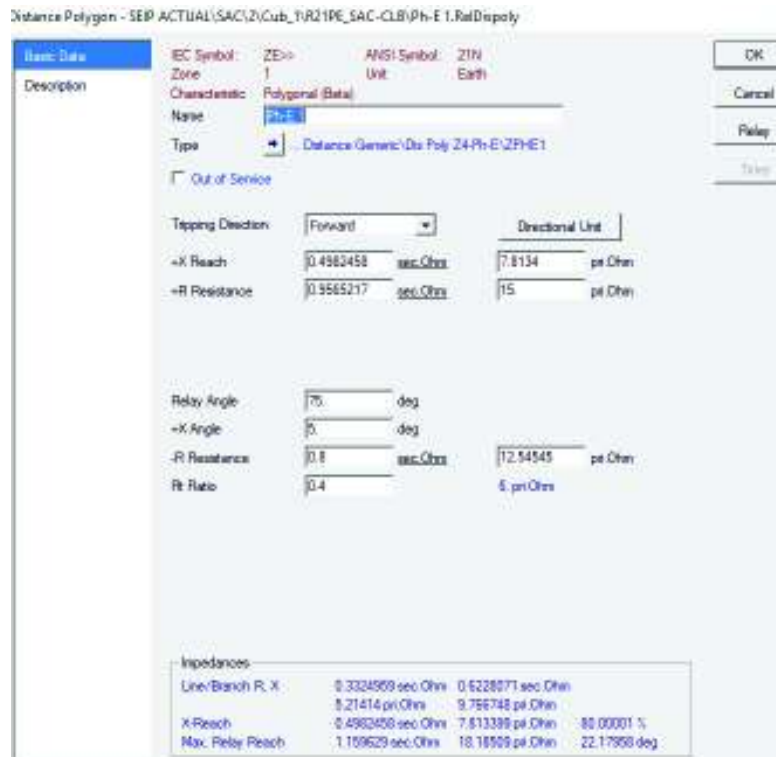 Distance Polygon - SEIP ACTUAL\SAC\2\Cub_1\R21PE_SAC-CLB\Ph-E 1.RelDispoly
Basic Data
Description
IEC Symbol: ZE>> ANSI Symbol: 21N
Zone 1 Unit Earth
Characteristic Polygonal (Beta)
Name Ph-E 1
Type Distance Generic\Dis Poly Z4-Ph-E\ZPHE1
Out of Service
Tripping Direction Forward Directional Unit
+X Reach 0.4982458 sec.Ohm 7.8134 pri.Ohm
+R Resistance 0.9565217 sec.Ohm 15. pri.Ohm
Relay Angle 75. deg
+X Angle 5. deg
-R Resistance 0.8 sec.Ohm 12.54545 pri.Ohm
Rt Ratio 0.4 6. pri.Ohm
Impedances
Line/Branch R, X 0.3324969 sec.Ohm 0.6228071 sec.Ohm
5.21414 pri.Ohm 9.766748 pri.Ohm
X-Reach 0.4982458 sec.Ohm 7.813399 pri.Ohm 80.00001 %
Max. Relay Reach 1.159629 sec.Ohm 18.18509 pri.Ohm 22.17958 deg
OK
Cancel
Relay